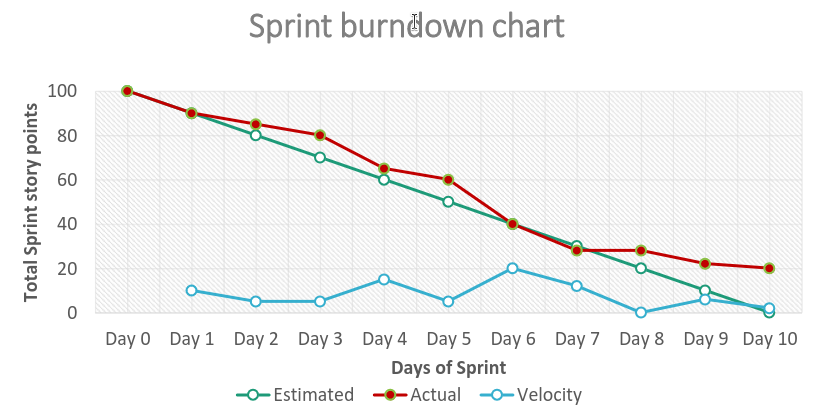 Sprint burndown chart
Total Sprint story points
100
80
60
40
20
0
Day 0 Day 1 Day 2 Day 3 Day 4 Day 5 Day 6 Day 7 Day 8 Day 9 Day 10
Days of Sprint
Estimated Actual Velocity